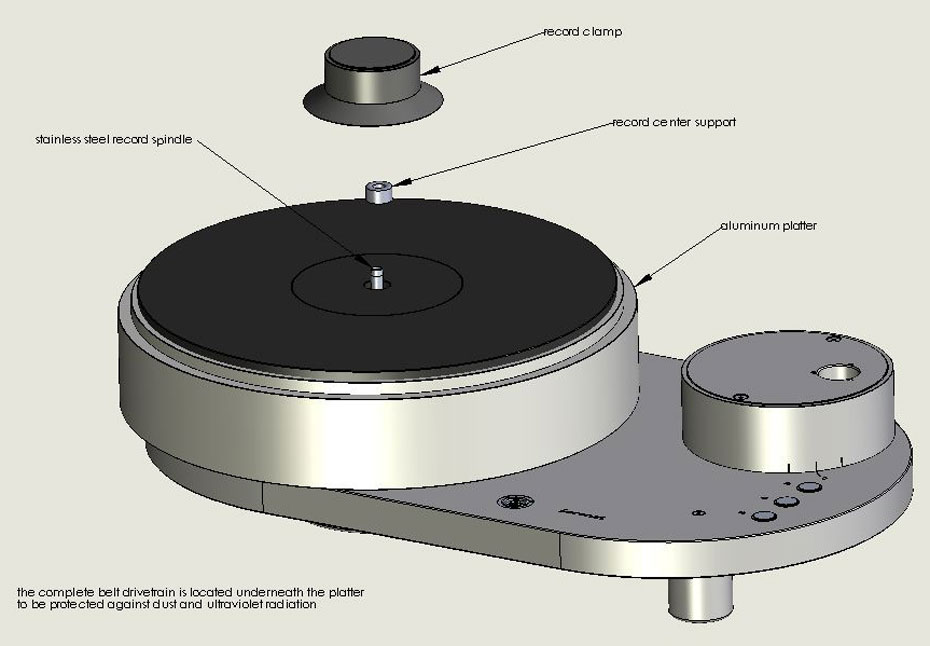 record clamp
record center support
stainless steel record spindle
aluminum platter
the complete belt drivetrain is located underneath the platter
to be protected against dust and ultraviolet radiation